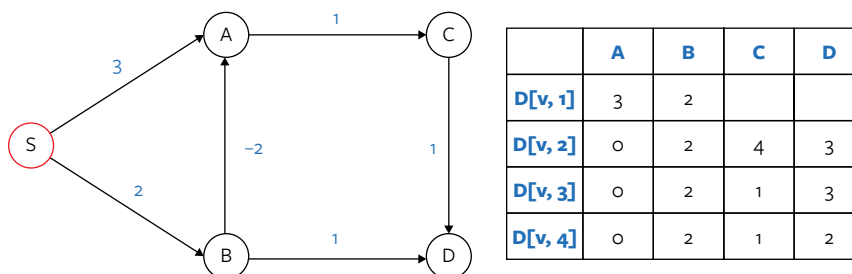 A
1
C
3
S
-2
1
2
B
1
D
A B C D
D[v, 1] 3 2
D[v, 2] 0 2 4 3
D[v, 3] 0 2 1 3
D[v, 4] 0 2 1 2